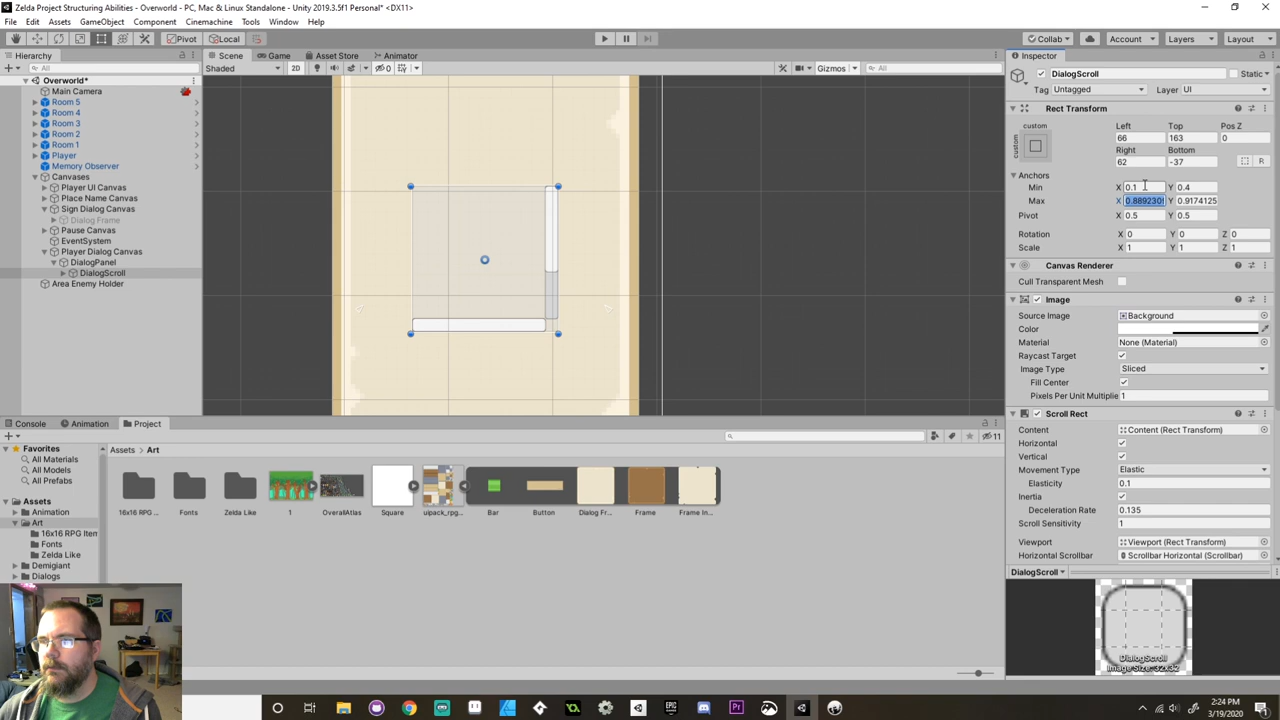 Zelda Project Structuring Abilities - Overworld - PC, Mac & Linux Standalone - Unity 2019.3.5f1 Personal* <DX11>
File Edit Assets GameObject Component Cinemachine Tools Window Help
Pivot Local Collab Account Layers Layout
Hierarchy Scene Game Asset Store Animator Inspector
All Shaded 2D 0 Gizmos All DialogScroll Static
Overworld*
Main Camera
Tag Untagged Layer UI
Room 5
Rect Transform
Room 4
Room 3
custom Left Top Pos Z
Room 2
custom 66 163 0
Room 1
Right Bottom
Player
62 -37 R
Memory Observer
Canvases
Anchors
Player UI Canvas
Min X 0.1 Y 0.4
Place Name Canvas
Max X 0.889230 Y 0.9174125
Sign Dialog Canvas
Pivot X 0.5 Y 0.5
Dialog Frame
Pause Canvas
Rotation X 0 Y 0 Z 0
EventSystem
Scale X 1 Y 1 Z 1
Player Dialog Canvas
DialogPanel
Canvas Renderer
DialogScroll
Cull Transparent Mesh
Area Enemy Holder
Image
Source Image Background
Color
Material None (Material)
Raycast Target
Image Type Sliced
Fill Center
Pixels Per Unit Multiplie 1
Scroll Rect
Console Animation Project
Content Content (Rect Transform)
Horizontal
11
Favorites Assets > Art
Vertical
All Materials
Movement Type Elastic
All Models
Elasticity 0.1
All Prefabs
Inertia
Assets
Deceleration Rate 0.135
Animation 16x16 RPG ... Fonts Zelda Like 1 OverallAtlas Square uipack_rpg... Bar Button Dialog Fr... Frame Frame In...
Art
Scroll Sensitivity 1
16x16 RPG Iten
Fonts
Viewport Viewport (Rect Transform)
Zelda Like
Horizontal Scrollbar Scrollbar Horizontal (Scrollbar)
Demigiant
DialogScroll
Dialogs
DialogScroll
Image Size: 32x32
2:24 PM
3/19/2020